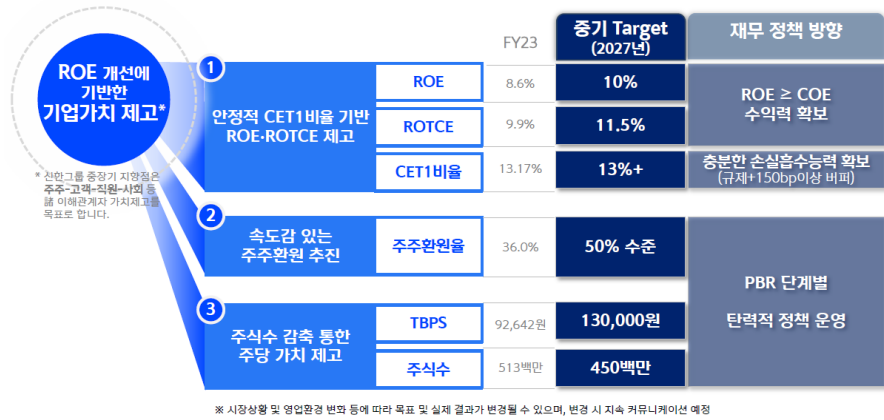 ROE 개선에
기반한
기업가치 제고*
* 신한그룹 중장기 지향점은
주주-고객-직원-사회 등
諸 이해관계자 가치제고를
목표로 합니다.
FY23
중기 Target
(2027년)
재무 정책 방향
1
안정적 CET1비율 기반
ROE·ROTCE 제고
ROE
8.6%
10%
ROTCE
9.9%
11.5%
ROE ≥ COE
수익력 확보
CET1비율
13.17%
13%+
충분한 손실흡수능력 확보
(규제+150bp이상 버퍼)
2
속도감 있는
주주환원 추진
주주환원율
36.0%
50% 수준
PBR 단계별
탄력적 정책 운영
3
주식수 감축 통한
주당 가치 제고
TBPS
92,642원
130,000원
주식수
513백만
450백만
※ 시장상황 및 영업환경 변화 등에 따라 목표 및 실제 결과가 변경될 수 있으며, 변경 시 지속 커뮤니케이션 예정